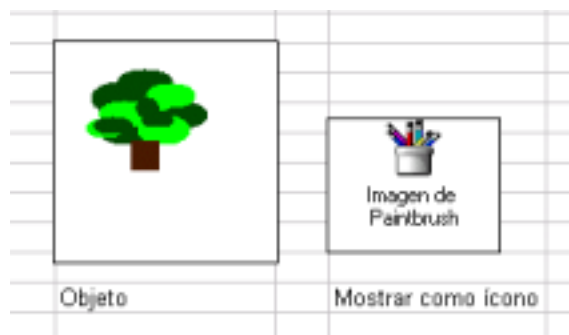 Imagen de
Paintbrush
Objeto
Mostrar como ícono